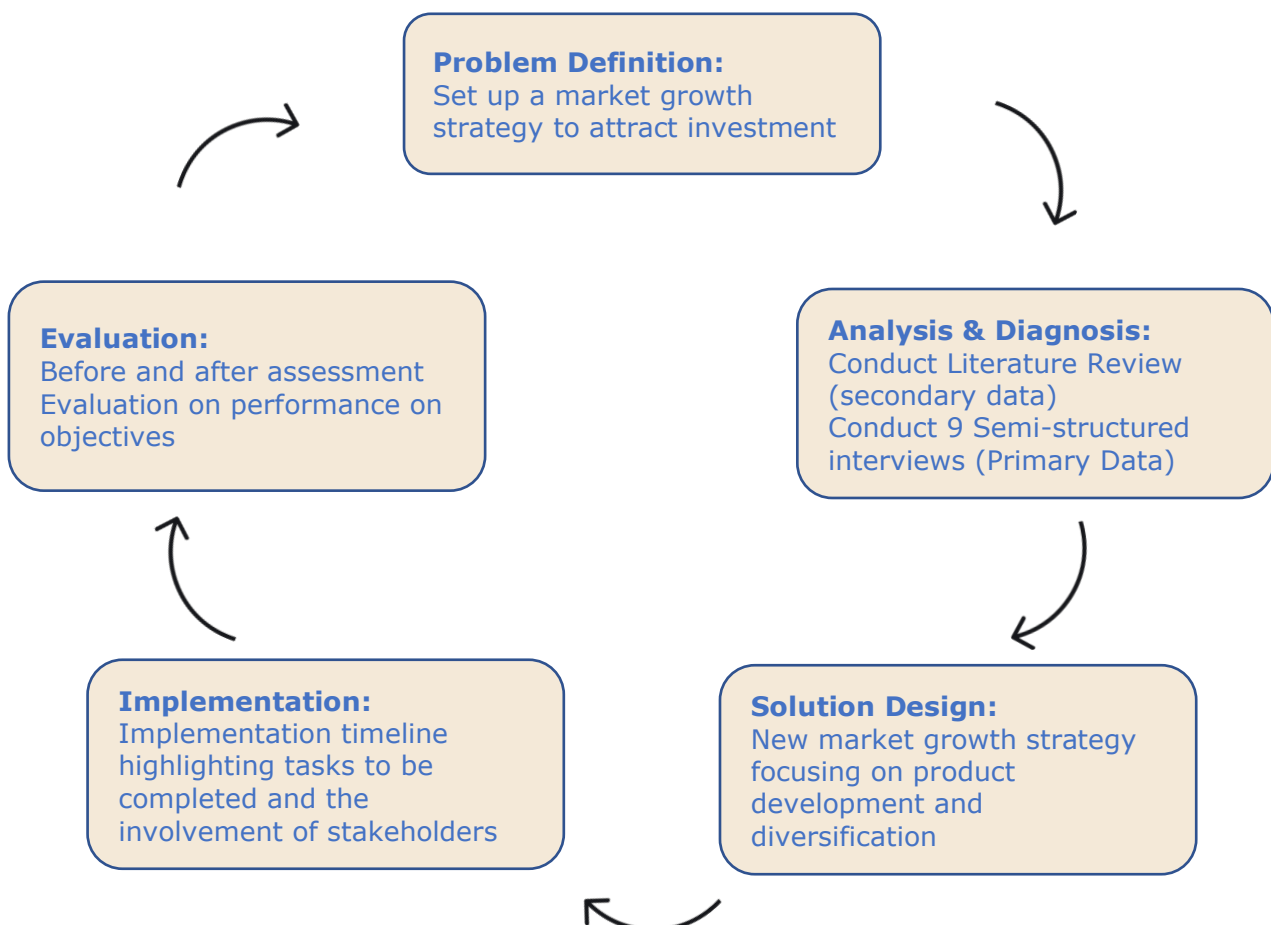 Problem Definition:
Set up a market growth
strategy to attract investment
Analysis & Diagnosis:
Conduct Literature Review
(secondary data)
Conduct 9 Semi-structured
interviews (Primary Data)
Solution Design:
New market growth strategy
focusing on product
development and
diversification
Implementation:
Implementation timeline
highlighting tasks to be
completed and the
involvement of stakeholders
Evaluation:
Before and after assessment
Evaluation on performance on
objectives